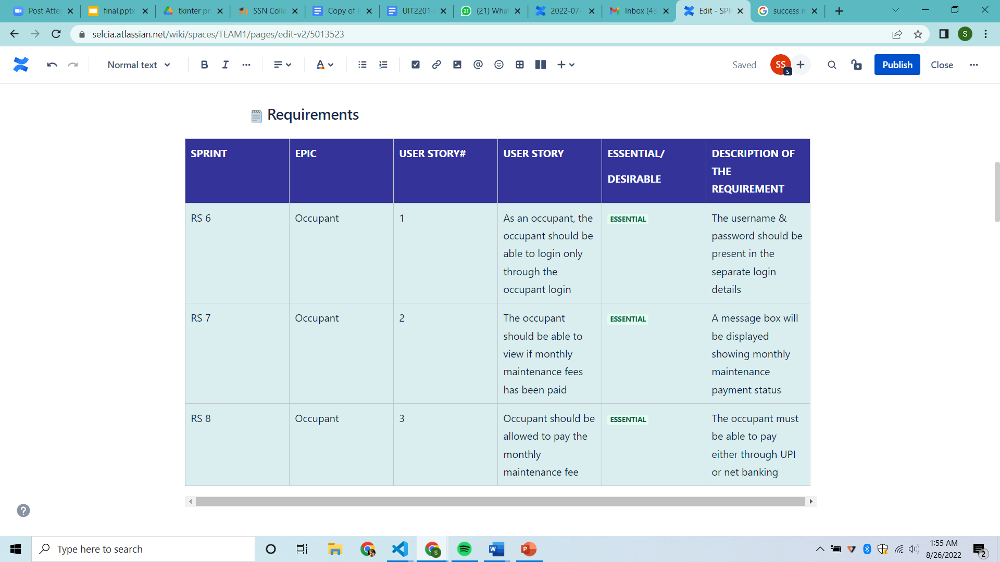 Post Atte
final.pptx
tkinter pr
SSN Colle
Copy of P
UIT2201-
(21) Wha
2022-07-
Inbox (43
Edit - SPR
success m
selcia.atlassian.net/wiki/spaces/TEAM1/pages/edit-v2/5013523
S
Normal text
B
I
A
Saved
SS
S
Publish
Close
Requirements
SPRINT
EPIC
USER STORY#
USER STORY
ESSENTIAL/
DESIRABLE
DESCRIPTION OF
THE
REQUIREMENT
RS 6
Occupant
1
As an occupant, the
occupant should be
able to login only
through the
occupant login
ESSENTIAL
The username &
password should be
present in the
separate login
details
RS 7
Occupant
2
The occupant
should be able to
view if monthly
maintenance fees
has been paid
ESSENTIAL
A message box will
be displayed
showing monthly
maintenance
payment status
RS 8
Occupant
3
Occupant should be
allowed to pay the
monthly
maintenance fee
ESSENTIAL
The occupant must
be able to pay
either through UPI
or net banking
Type here to search
1:55 AM
8/26/2022
2